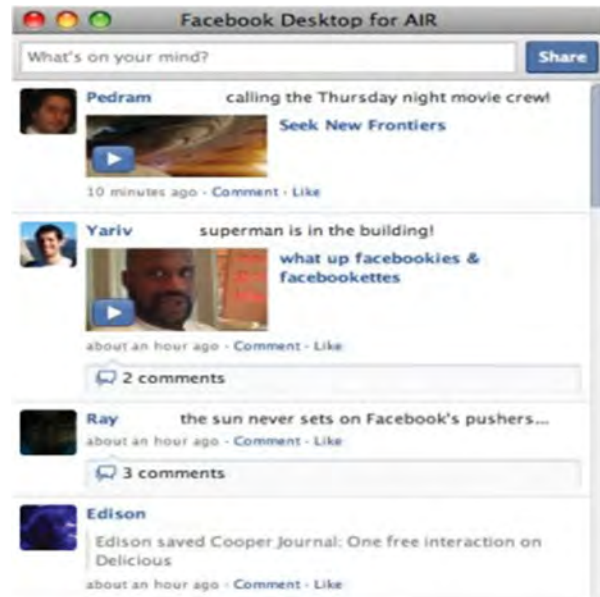 Facebook Desktop for AIR
What's on your mind?
Share
Pedram calling the Thursday night movie crew!
Seek New Frontiers
10 minutes ago · Comment · Like
Yariv superman is in the building!
what up facebookies &
facebookettes
about an hour ago · Comment · Like
2 comments
Ray the sun never sets on Facebook's pushers...
about an hour ago · Comment · Like
3 comments
Edison
Edison saved Cooper Journal: One free interaction on
Delicious
about an hour ago · Comment · Like